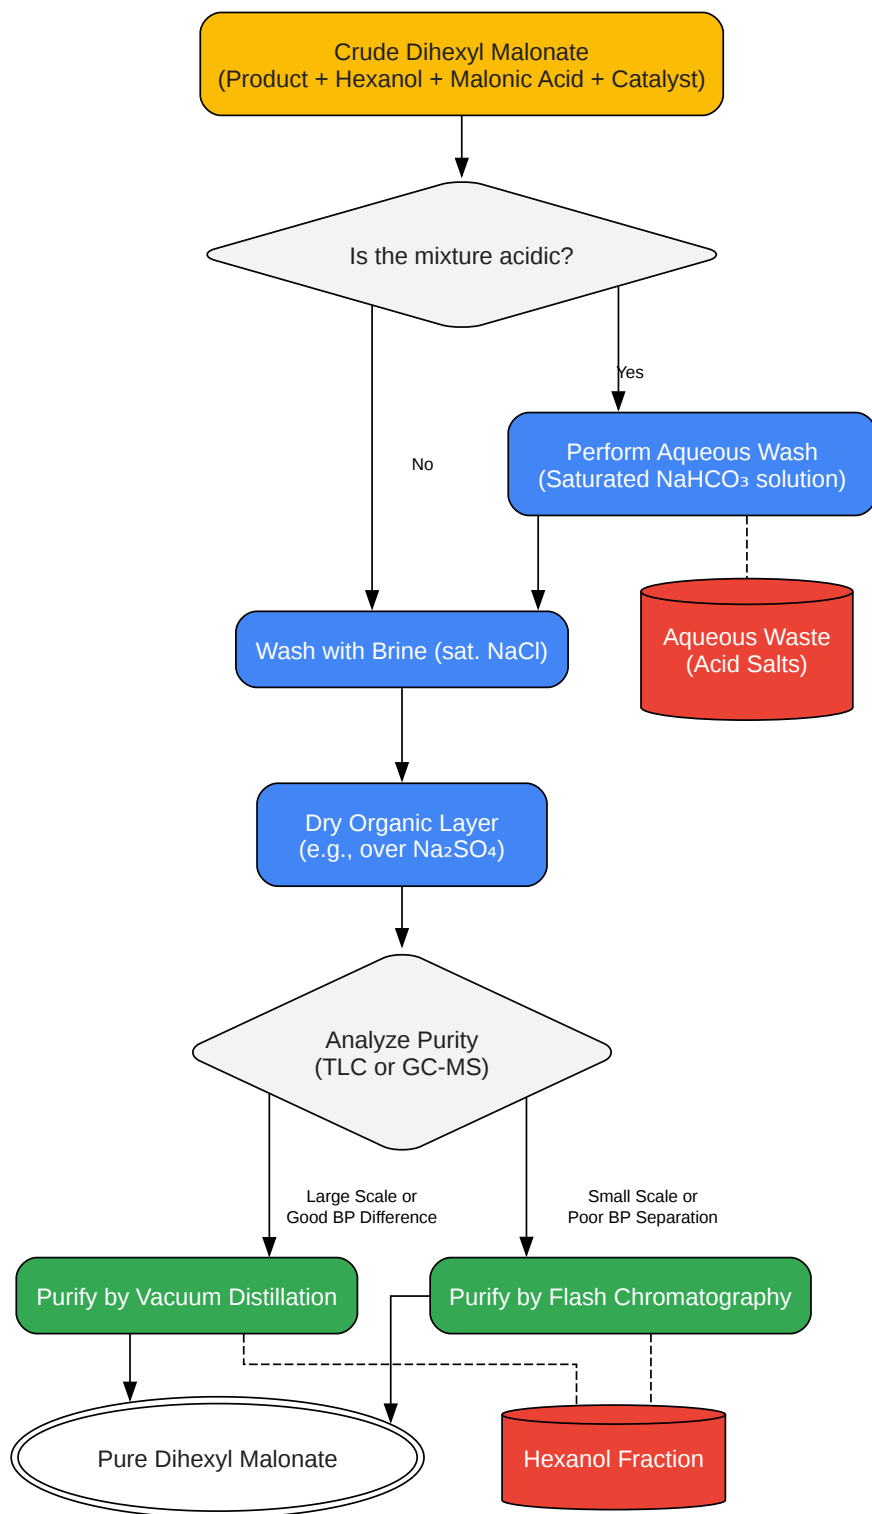 Crude Dihexyl Malonate
(Product + Hexanol + Malonic Acid + Catalyst)
Is the mixture acidic?
Yes
Perform Aqueous Wash
(Saturated NaHCO₃ solution)
No
Aqueous Waste
(Acid Salts)
Wash with Brine (sat. NaCl)
Dry Organic Layer
(e.g., over Na₂SO₄)
Analyze Purity
(TLC or GC-MS)
Large Scale or
Good BP Difference
Small Scale or
Poor BP Separation
Purify by Vacuum Distillation
Purify by Flash Chromatography
Pure Dihexyl Malonate
Hexanol Fraction